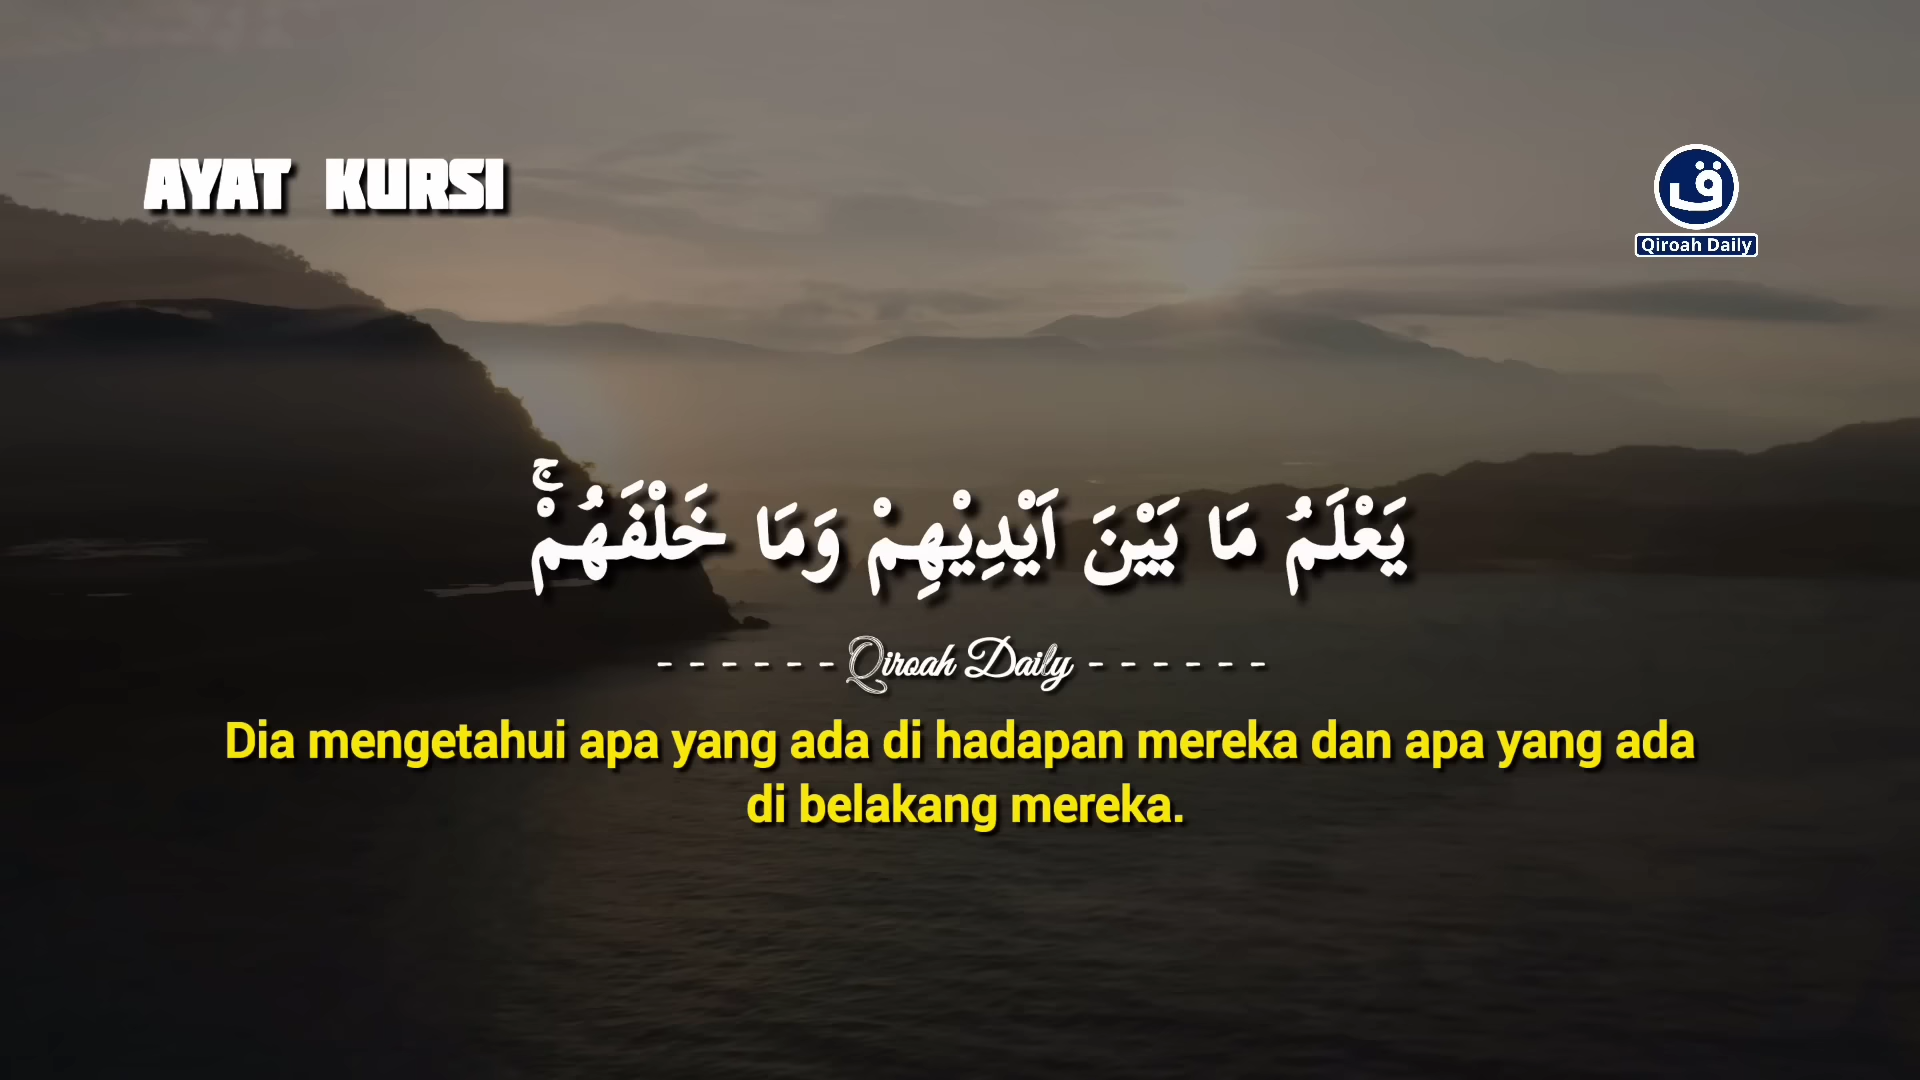 AYAT KURSI
ق
Qiroah Daily
يَعْلَمُ مَا بَيْنَ اَيْدِيْهِمْ وَمَا خَلْفَهُمْۚ
- - - - - - Qiroah Daily - - - - - -
Dia mengetahui apa yang ada di hadapan mereka dan apa yang ada
di belakang mereka.